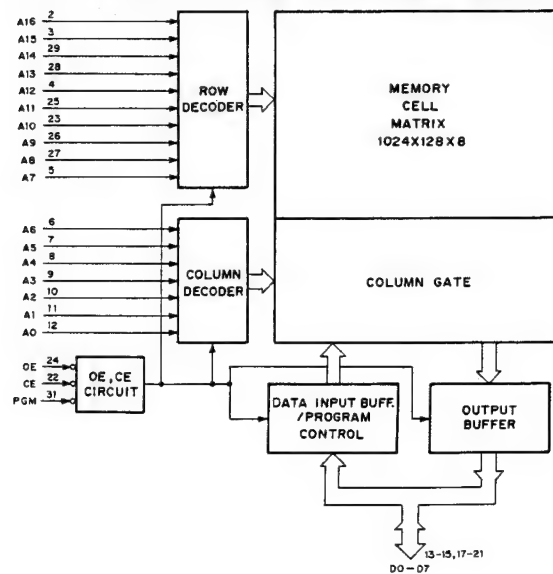 A16 2
A15 3
A14 29
A13 28
A12 4
A11 25
A10 23
A9 26
A8 27
A7 5
ROW
DECODER
MEMORY
CELL
MATRIX
1024X128X8
A6 6
A5 7
A4 8
A3 9
A2 10
A1 11
A0 12
COLUMN
DECODER
COLUMN GATE
OE 24
CE 22
PGM 31
OE, CE
CIRCUIT
DATA INPUT BUFF.
/PROGRAM
CONTROL
OUTPUT
BUFFER
13-15,17-21
D0-D7